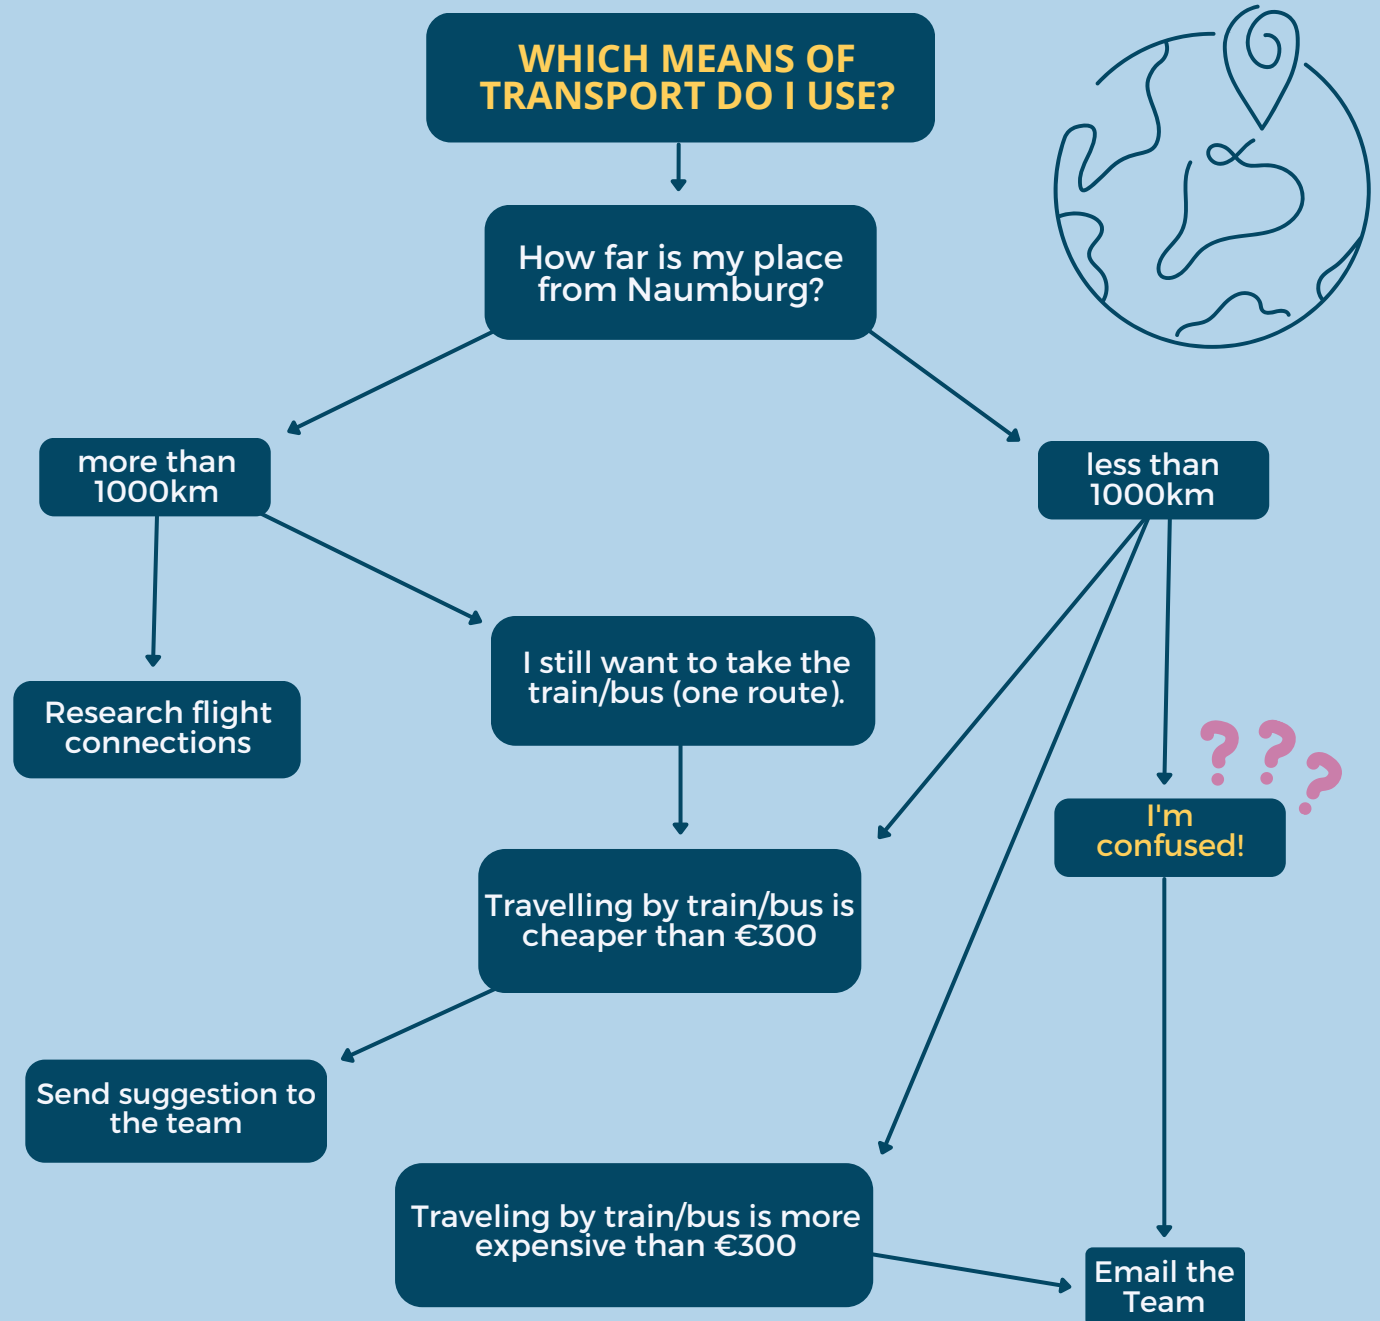 WHICH MEANS OF
TRANSPORT DO I USE?
How far is my place
from Naumburg?
more than
1000km
less than
1000km
I still want to take the
train/bus (one route).
Research flight
connections
???
I'm
confused!
Travelling by train/bus is
cheaper than €300
Send suggestion to
the team
Traveling by train/bus is more
expensive than €300
Email the
Team